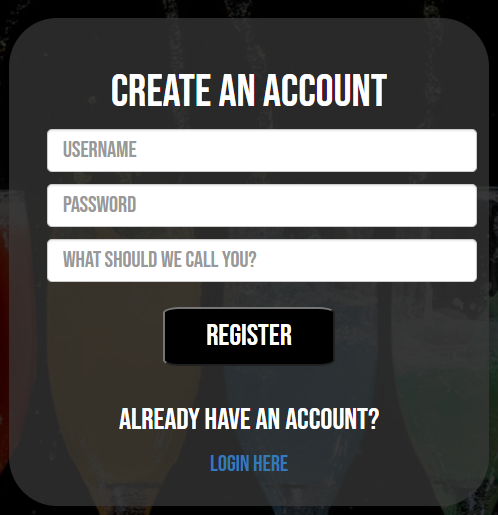 CREATE AN ACCOUNT
USERNAME
PASSWORD
WHAT SHOULD WE CALL YOU?
REGISTER
ALREADY HAVE AN ACCOUNT?
LOGIN HERE